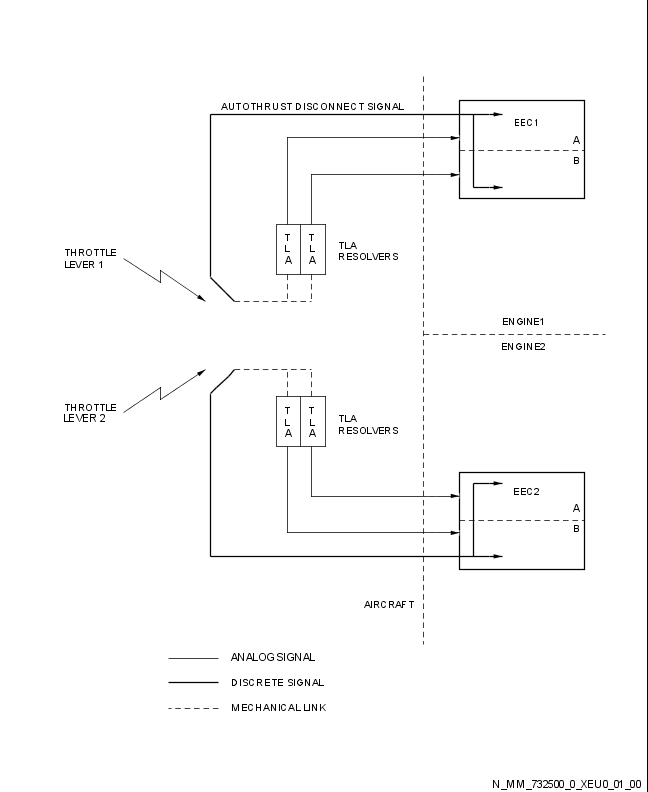 AUTOTHRUST DISCONNECT SIGNAL
EEC1
A
B
T
L
A
T
L
A
TLA
RESOLVERS
THROTTLE
LEVER 1
ENGINE1
ENGINE2
THROTTLE
LEVER 2
T
L
A
T
L
A
TLA
RESOLVERS
EEC2
A
B
AIRCRAFT
ANALOG SIGNAL
DISCRETE SIGNAL
MECHANICAL LINK
N_MM_732500_0_XEU0_01_00